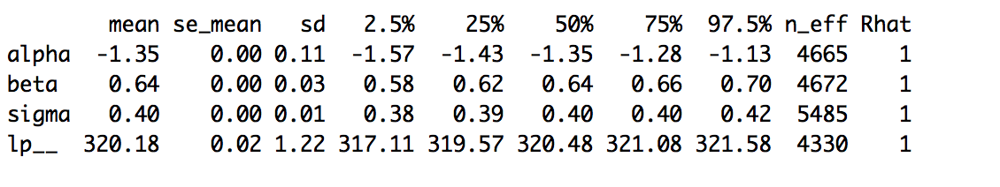 mean se_mean sd 2.5% 25% 50% 75% 97.5% n_eff Rhat
alpha -1.35 0.00 0.11 -1.57 -1.43 -1.35 -1.28 -1.13 4665 1
beta 0.64 0.00 0.03 0.58 0.62 0.64 0.66 0.70 4672 1
sigma 0.40 0.00 0.01 0.38 0.39 0.40 0.40 0.42 5485 1
lp__ 320.18 0.02 1.22 317.11 319.57 320.48 321.08 321.58 4330 1